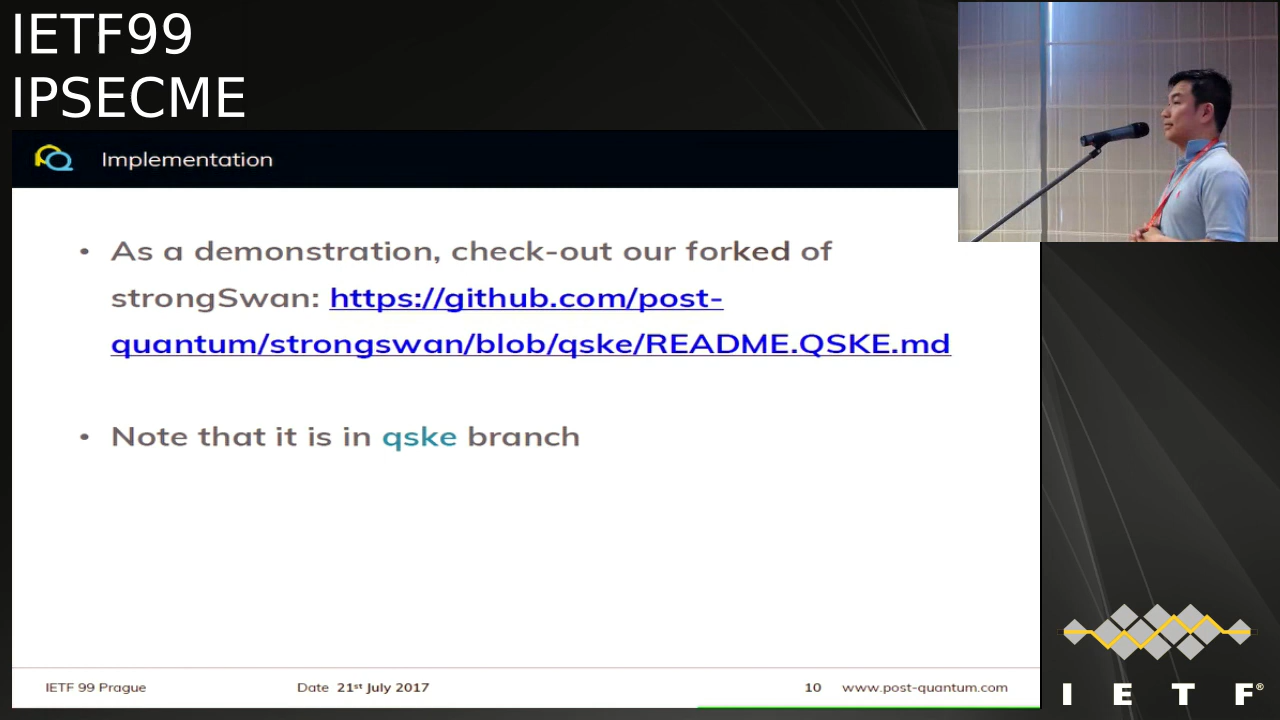 IETF99
IPSECME
Implementation
• As a demonstration, check-out our forked of
strongSwan: https://github.com/post-
quantum/strongswan/blob/qske/README.QSKE.md
• Note that it is in qske branch
IETF 99 Prague
Date 21st July 2017
10
www.post-quantum.com
I E T F®